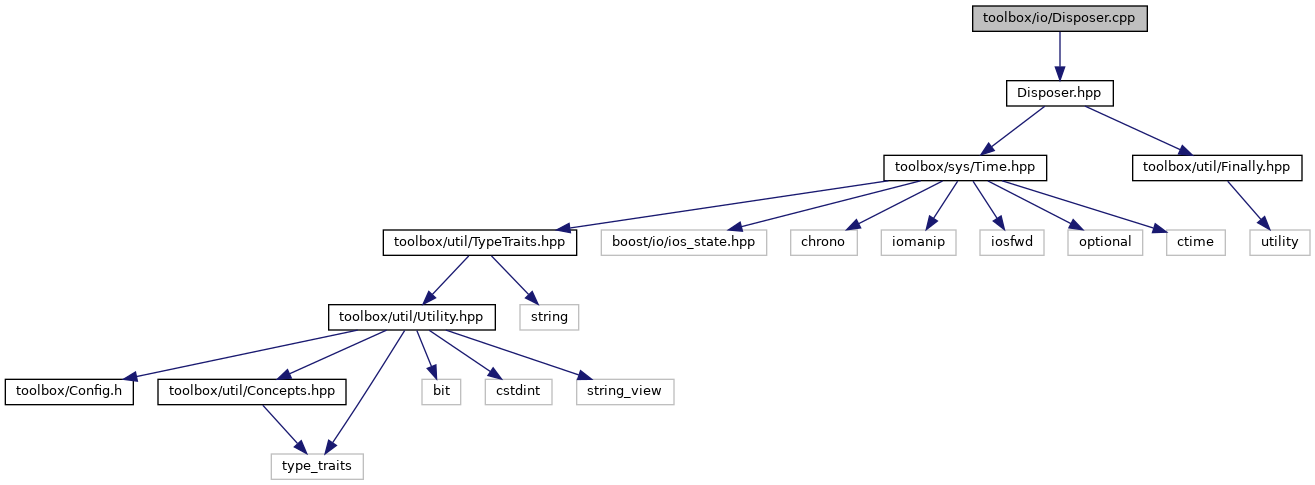 toolbox/io/Disposer.cpp
Disposer.hpp
toolbox/sys/Time.hpp
toolbox/util/Finally.hpp
toolbox/util/TypeTraits.hpp
boost/io/ios_state.hpp
chrono
iomanip
iosfwd
optional
ctime
utility
toolbox/util/Utility.hpp
string
toolbox/Config.h
toolbox/util/Concepts.hpp
bit
cstdint
string_view
type_traits